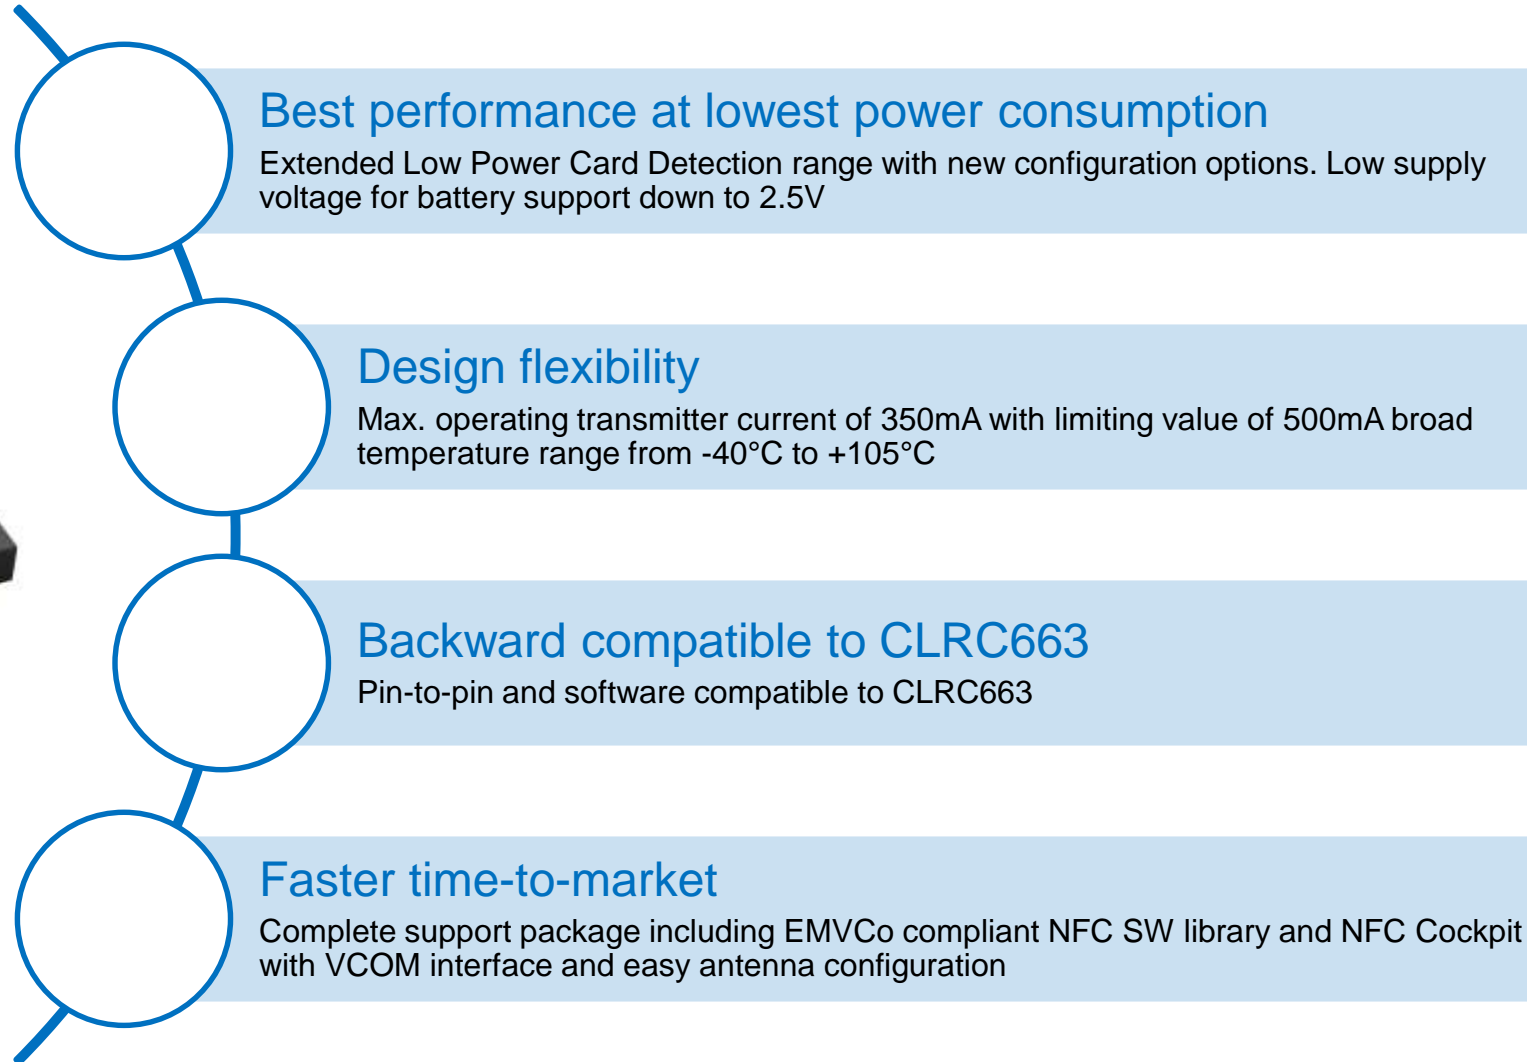 Best performance at lowest power consumption
Extended Low Power Card Detection range with new configuration options. Low supply
voltage for battery support down to 2.5V
Design flexibility
Max. operating transmitter current of 350mA with limiting value of 500mA broad
temperature range from -40°C to +105°C
Backward compatible to CLRC663
Pin-to-pin and software compatible to CLRC663
Faster time-to-market
Complete support package including EMVCo compliant NFC SW library and NFC Cockpit
with VCOM interface and easy antenna configuration